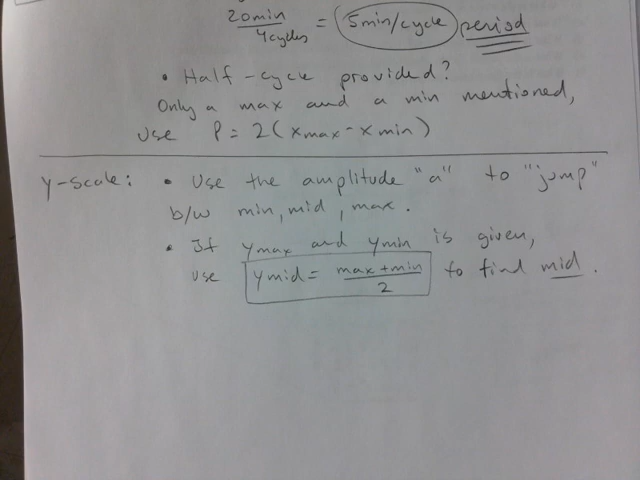 20min/4cycles = 5min/cycle period
• Half-cycle provided?
Only a max and a min mentioned,
use P = 2(xmax - xmin)
y-scale: • Use the amplitude "a" to "jump"
b/w min, mid, max.
• If ymax and ymin is given,
use ymid = max+min/2 to find mid.